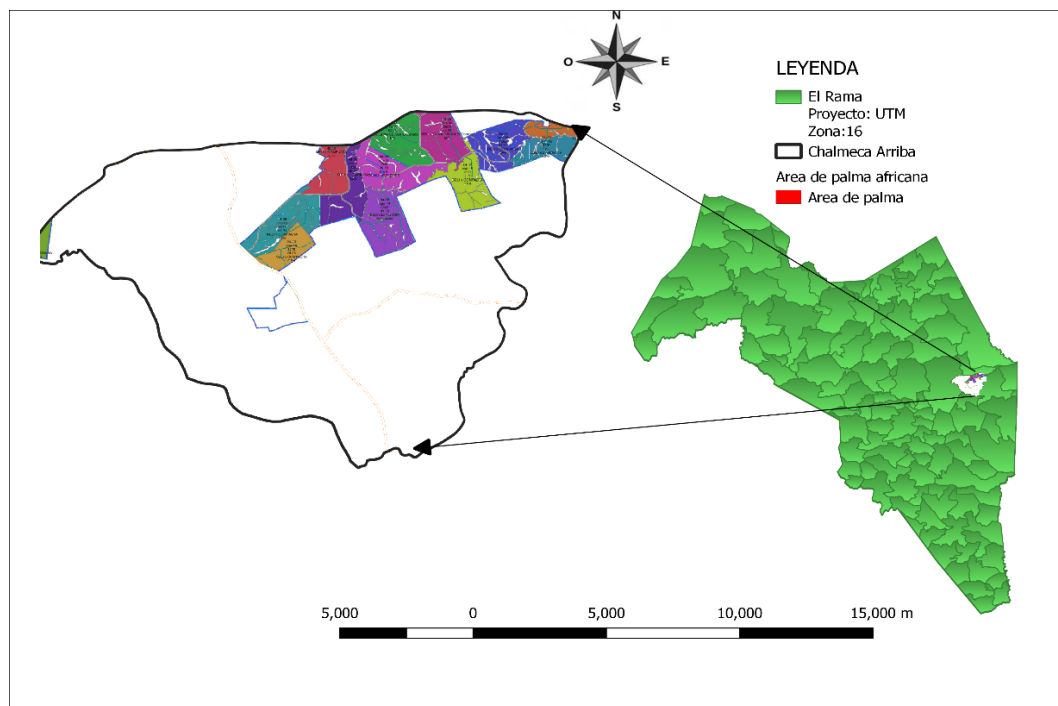 N
O
E
S
LEYENDA
El Rama
Proyecto: UTM
Zona:16
Chalmeca Arriba
Area de palma africana
Area de palma
5,000
0
5,000
10,000
15,000 m